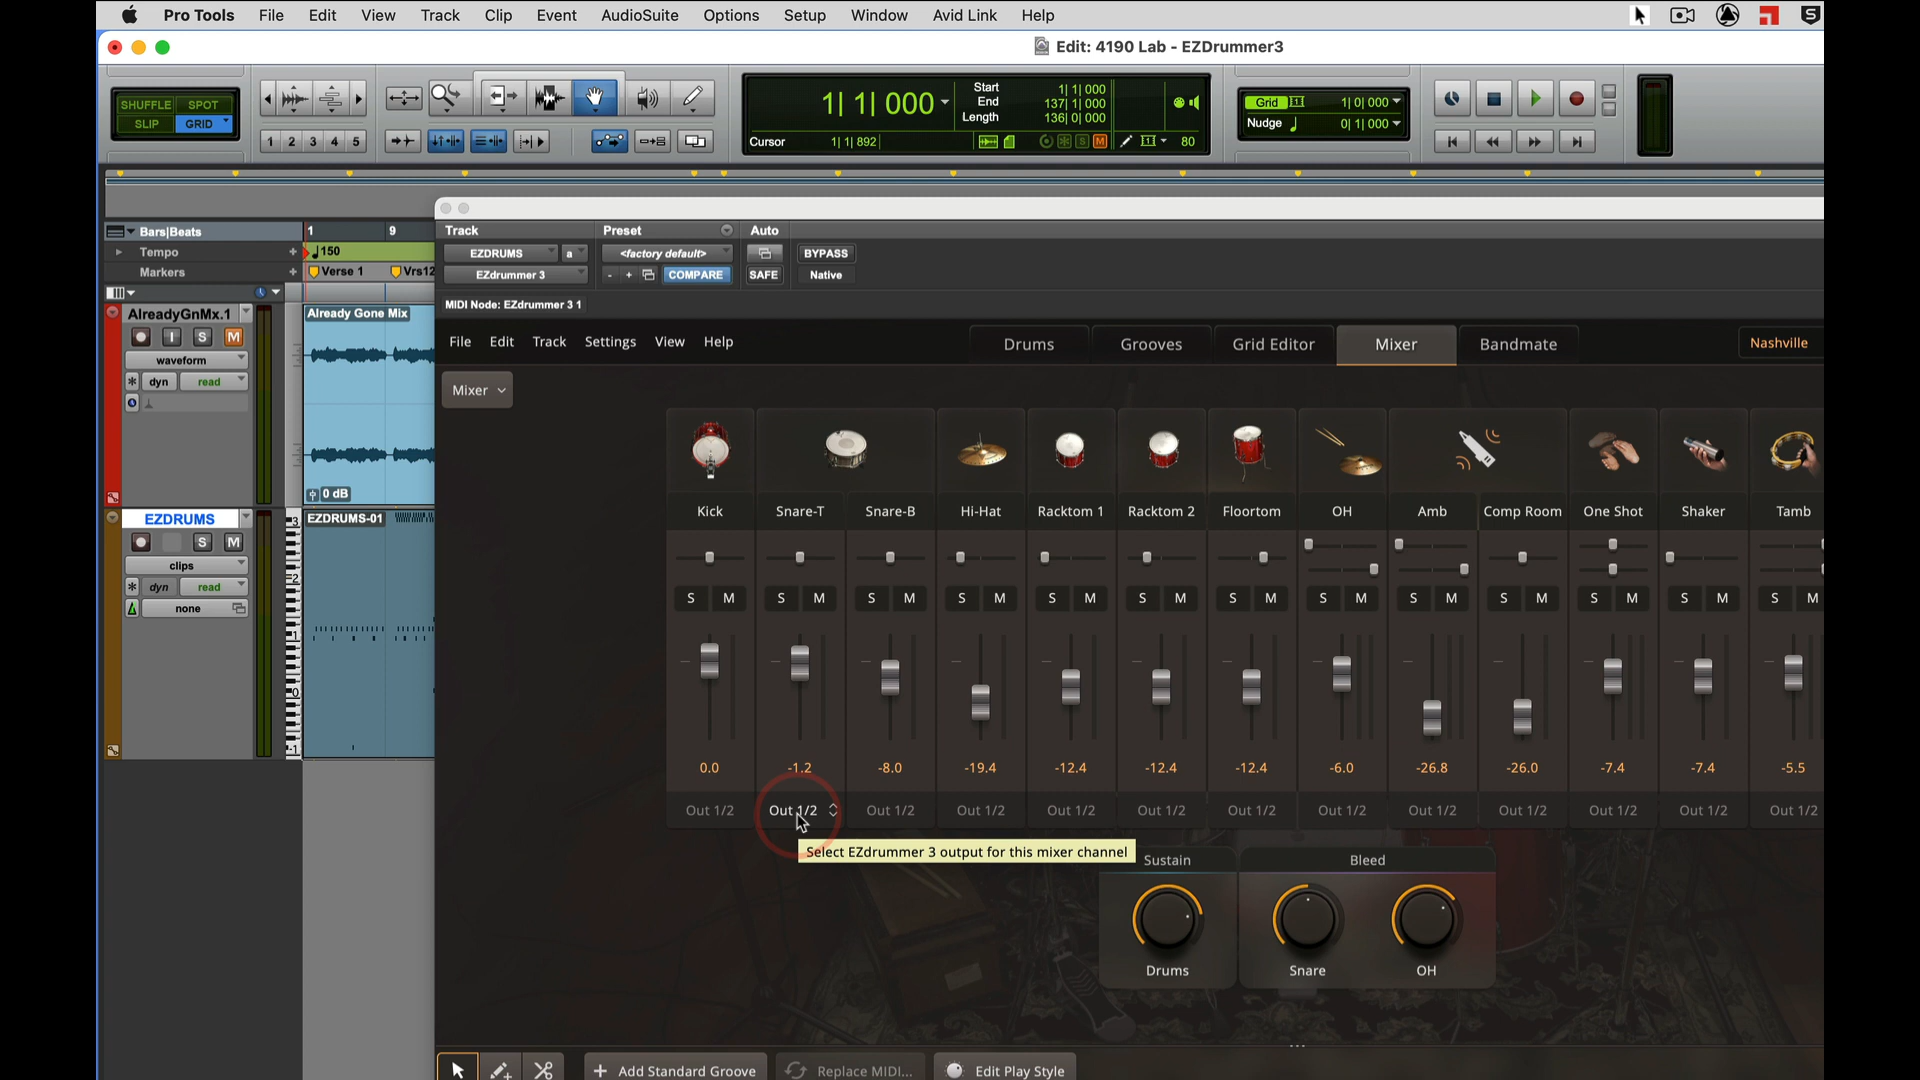 Pro Tools File Edit View Track Clip Event AudioSuite Options Setup Window Avid Link Help
Edit: 4190 Lab - EZDrummer3
SHUFFLE SPOT
SLIP GRID
1 2 3 4 5
1| 1| 000
Start 1| 1| 000
End 137| 1| 000
Length 136| 0| 000
Cursor 1| 1| 892
S M 80
Grid 1| 0| 000
Nudge 0| 1| 000
Bars|Beats 1 9
Tempo + 150
Markers + Verse 1 Vrs12
Track Preset Auto
EZDRUMS a <factory default> BYPASS
EZdrummer 3 - + COMPARE SAFE Native
MIDI Node: EZdrummer 3 1
AlreadyGnMx.1
I S M
waveform
dyn read
Already Gone Mix
0 dB
EZDRUMS
S M
clips
dyn read
none
EZDRUMS-01
3
2
1
0
-1
File Edit Track Settings View Help
Drums Grooves Grid Editor Mixer Bandmate Nashville
Mixer
Kick Snare-T Snare-B Hi-Hat Racktom 1 Racktom 2 Floortom OH Amb Comp Room One Shot Shaker Tamb
S M S M S M S M S M S M S M S M S M S M S M S M S M
0.0 -1.2 -8.0 -19.4 -12.4 -12.4 -12.4 -6.0 -26.8 -26.0 -7.4 -7.4 -5.5
Out 1/2 Out 1/2 Out 1/2 Out 1/2 Out 1/2 Out 1/2 Out 1/2 Out 1/2 Out 1/2 Out 1/2 Out 1/2 Out 1/2 Out 1/2
Select EZdrummer 3 output for this mixer channel
Sustain Bleed
Drums Snare OH
Add Standard Groove Replace MIDI... Edit Play Style